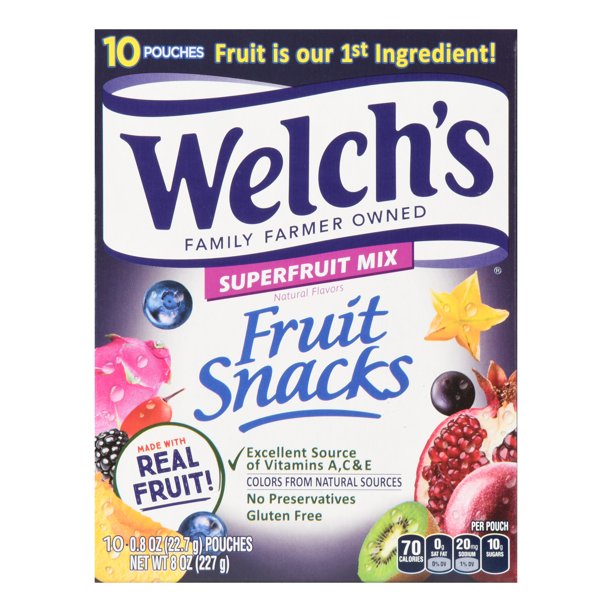 10 POUCHES Fruit is our 1st Ingredient!
Welch's
FAMILY FARMER OWNED
®
SUPERFRUIT MIX
Natural Flavors
Fruit
Snacks
MADE WITH
REAL
FRUIT!
✓Excellent Source
of Vitamins A,C&E
COLORS FROM NATURAL SOURCES
No Preservatives
Gluten Free
10-0.8 OZ (22.7 g) POUCHES
NET WT 8 OZ (227 g)
PER POUCH
70
CALORIES
0g
SAT FAT
0% DV
20mg
SODIUM
1% DV
10g
SUGARS